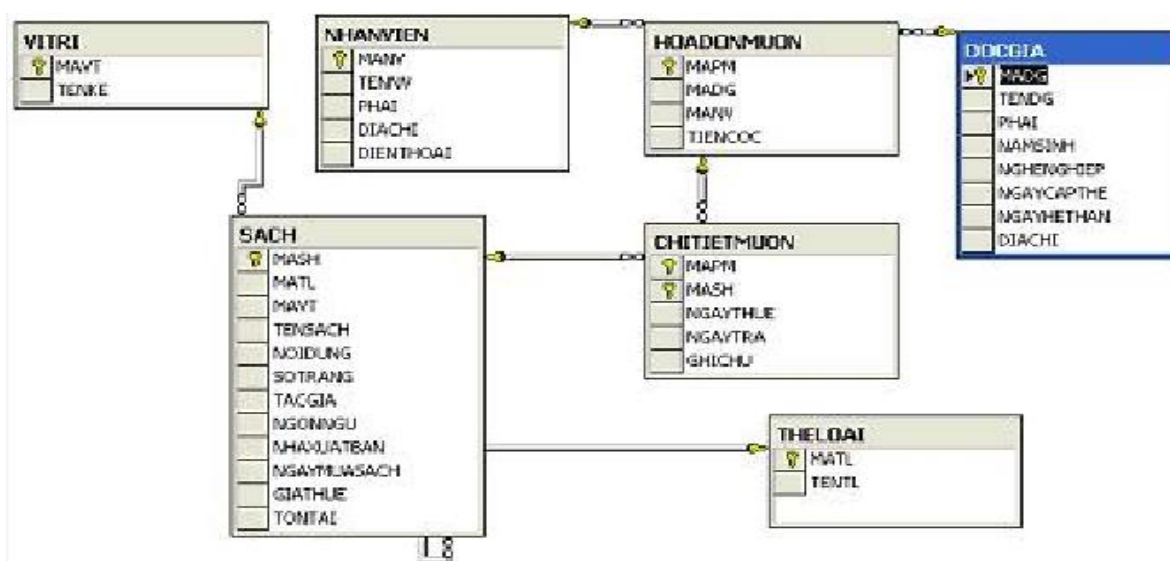 VITRI
MAVT
TENKE
NHANVIEN
MANV
TENNV
PHAI
DIACHI
DIENTHOAI
HOADONMUON
MAPM
MADG
MANV
TIENCOC
DOCGIA
MADG
TENDG
PHAI
NAMSINH
NGHENGHIEP
NGAYCAPTHE
NGAYHETHAN
DIACHI
SACH
MASH
MATL
MAVT
TENSACH
NOIDUNG
SOTRANG
TACGIA
NGONNGU
NHAXUATBAN
NGAYMUASACH
GIATHUE
TONTAI
CHITIETMUON
MAPM
MASH
NGAYTHUE
NGAYTRA
GHICHU
THELOAI
MATL
TENTL